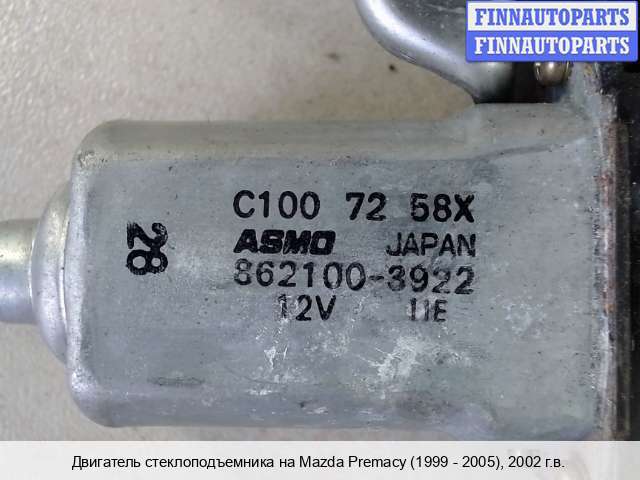 FINNAUTOPARTS
FINNAUTOPARTS
C100 72 58X
ASMO JAPAN
28
862100-3922
12V IIE
Двигатель стеклоподъемника на Mazda Premacy (1999 - 2005), 2002 г.в.